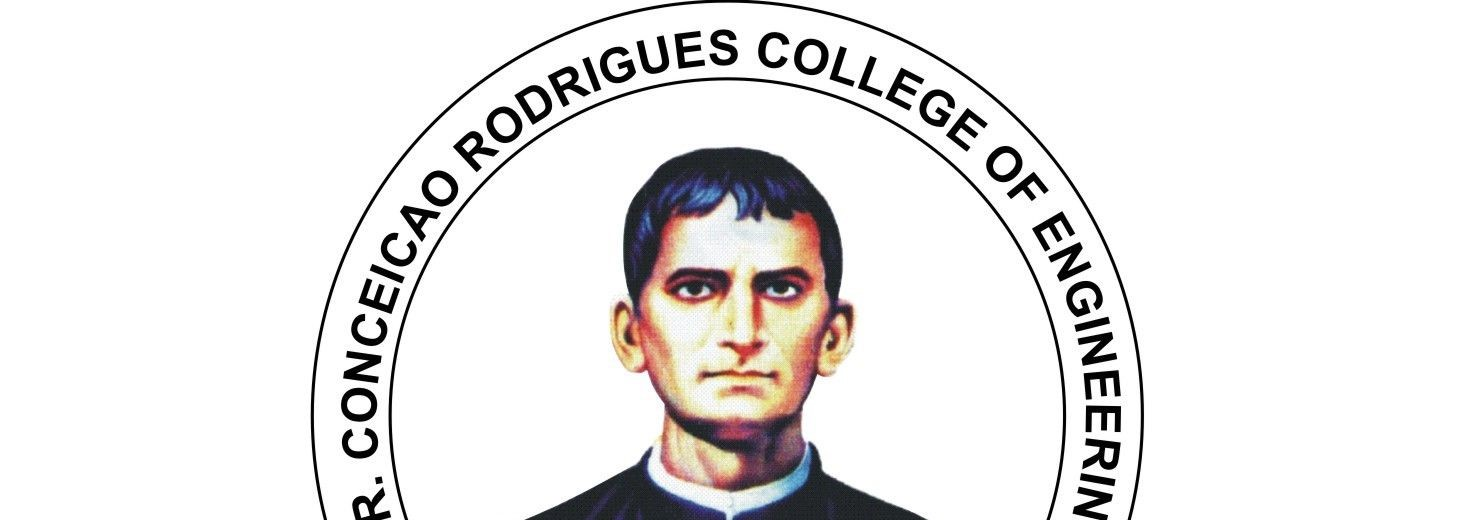 R. CONCEICAO RODRIGUES COLLEGE OF ENGINEERIN